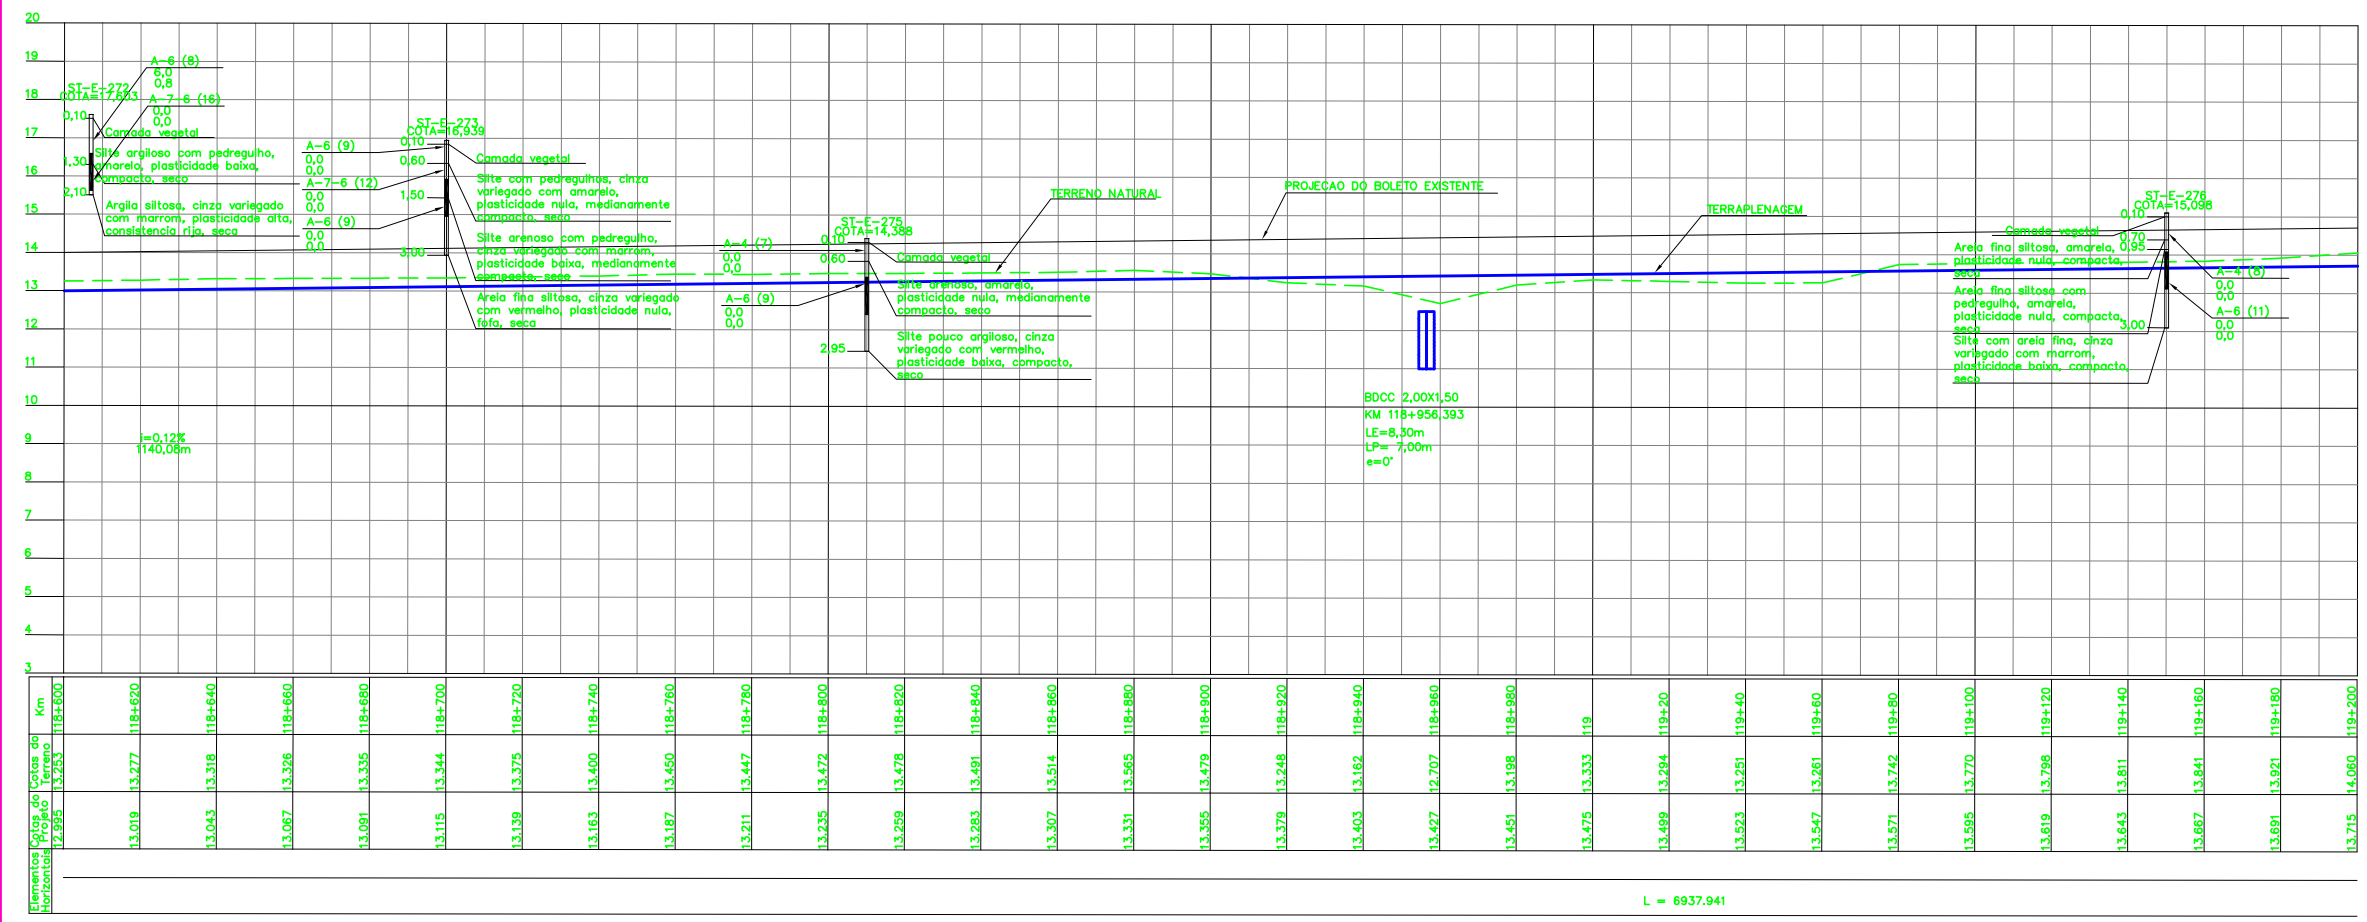 20
19
18
17
16
15
14
13
12
11
10
9
8
7
6
5
4
3
ST-E-272
COTA=17,603
0,10
1,30
2,10
A-6 (8)
6,0
0,8
A-7-6 (16)
0,0
0,0
Camada vegetal
Silte argiloso com pedregulho,
amarelo, plasticidade baixa,
compacto, seco
Argila siltosa, cinza variegado
com marrom, plasticidade alta,
consistencia rija, seca
i=0,12%
1140,08m
ST-E-273
COTA=16,939
0,10
0,60
1,50
3,00
A-6 (9)
0,0
0,0
A-7-6 (12)
0,0
0,0
A-6 (9)
0,0
0,0
Camada vegetal
Silte com pedregulhos, cinza
variegado com amarelo,
plasticidade nula, medianamente
compacto, seco
Silte arenoso com pedregulho,
cinza variegado com marrom,
plasticidade baixa, medianamente
compacto, seco
Areia fina siltosa, cinza variegado
com vermelho, plasticidade nula,
fofa, seca
ST-E-275
COTA=14,388
0,10
0,60
2,95
A-4 (7)
0,0
0,0
A-6 (9)
0,0
0,0
Camada vegetal
Silte arenoso, amarelo,
plasticidade nula, medianamente
compacto, seco
Silte pouco argiloso, cinza
variegado com vermelho,
plasticidade baixa, compacto,
seco
TERRENO NATURAL
PROJECAO DO BOLETO EXISTENTE
TERRAPLENAGEM
BDCC 2,00X1,50
KM 118+956,393
LE=8,30m
LP= 7,00m
e=0°
ST-E-276
COTA=15,098
0,10
0,70
0,95
3,00
Camada vegetal
Areia fina siltosa, amarela,
plasticidade nula, compacta,
seca
Areia fina siltosa com
pedregulho, amarela,
plasticidade nula, compacta,
seca
Silte com areia fina, cinza
variegado com marrom,
plasticidade baixa, compacto,
seco
A-4 (8)
0,0
0,0
A-6 (11)
0,0
0,0
Km 118+600 118+620 118+640 118+660 118+680 118+700 118+720 118+740 118+760 118+780 118+800 118+820 118+840 118+860 118+880 118+900 118+920 118+940 118+960 118+980 119 119+20 119+40 119+60 119+80 119+100 119+120 119+140 119+160 119+180 119+200
Cotas do Terreno 13.253 13.277 13.318 13.326 13.335 13.344 13.375 13.400 13.450 13.447 13.472 13.478 13.491 13.514 13.565 13.479 13.248 13.162 12.707 13.198 13.333 13.294 13.251 13.261 13.742 13.770 13.798 13.811 13.841 13.921 14.060
Cotas do Projeto 12.995 13.019 13.043 13.067 13.091 13.115 13.139 13.163 13.187 13.211 13.235 13.259 13.283 13.307 13.331 13.355 13.379 13.403 13.427 13.451 13.475 13.499 13.523 13.547 13.571 13.595 13.619 13.643 13.667 13.691 13.715
Elementos Horizontais
L = 6937.941